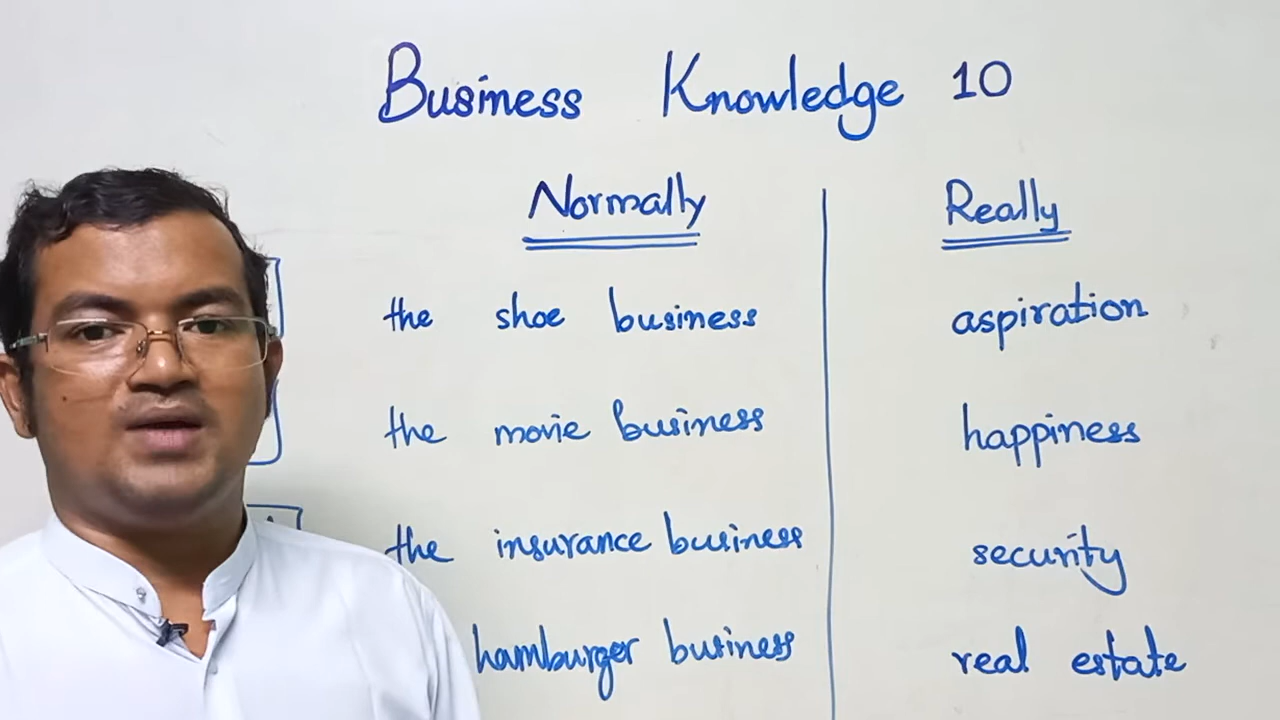 Business Knowledge 10
Normally Really
the shoe business aspiration
the movie business happiness
the insurance business security
hamburger business real estate